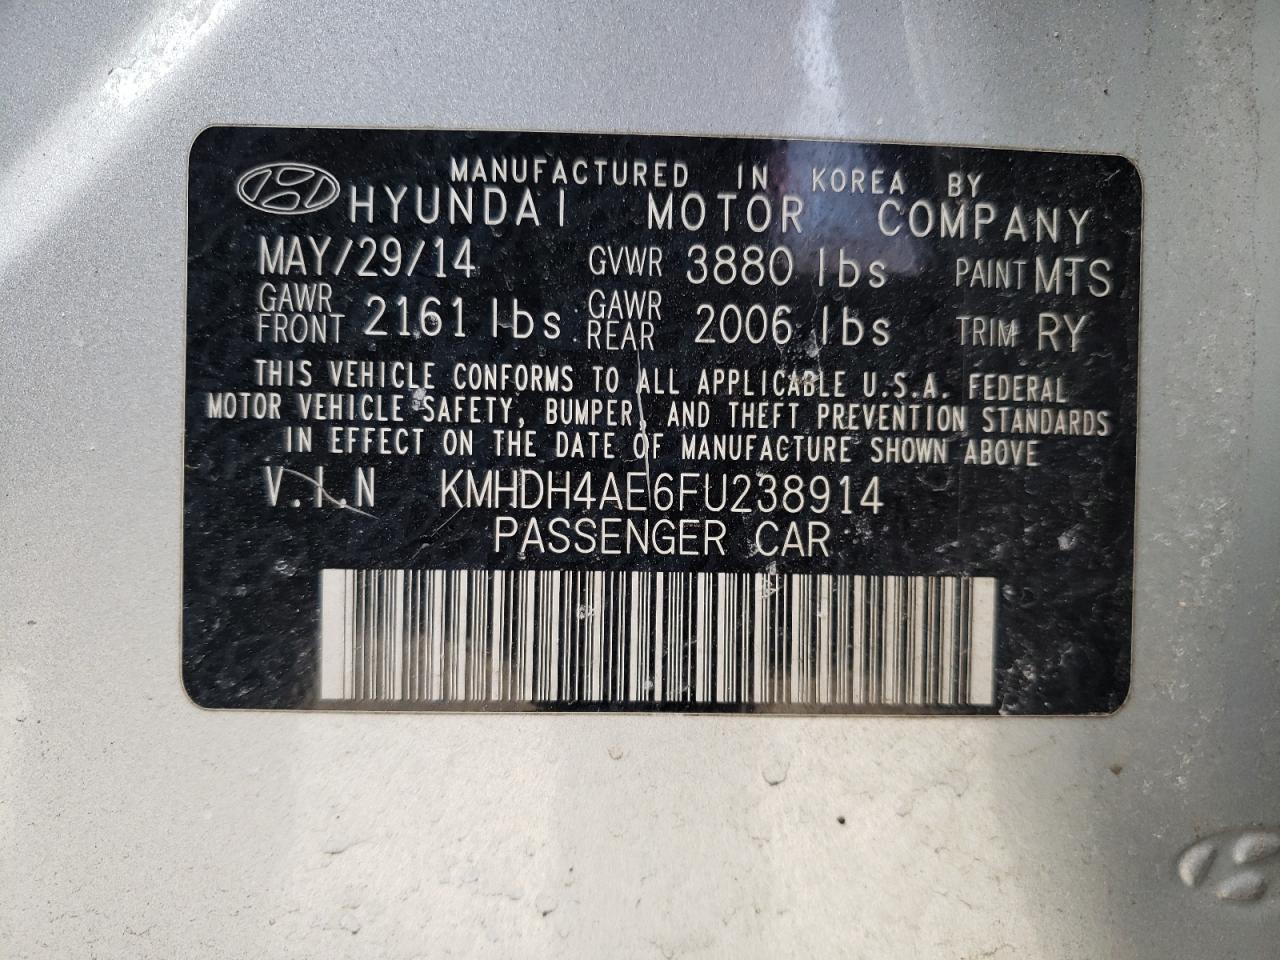 MANUFACTURED IN KOREA BY
HYUNDAI MOTOR COMPANY
MAY/29/14 GVWR 3880 lbs PAINT MTS
GAWR FRONT 2161 lbs GAWR REAR 2006 lbs TRIM# RY
THIS VEHICLE CONFORMS TO ALL APPLICABLE U.S.A. FEDERAL
MOTOR VEHICLE SAFETY, BUMPER, AND THEFT PREVENTION STANDARDS
IN EFFECT ON THE DATE OF MANUFACTURE SHOWN ABOVE
V.I.N KMHDH4AE6FU238914
PASSENGER CAR